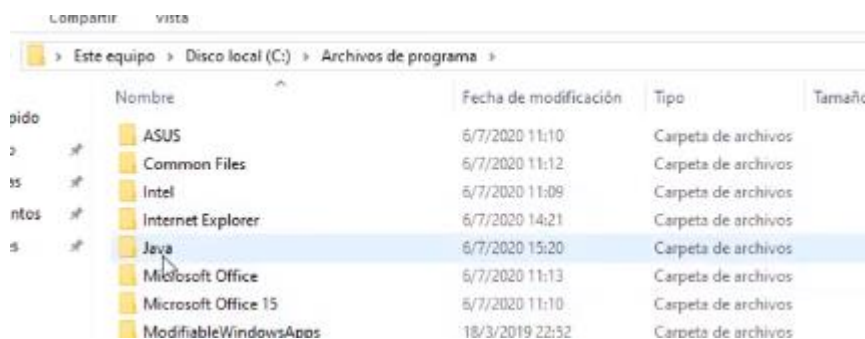 Compartir Vista
> Este equipo > Disco local (C:) > Archivos de programa >
Nombre Fecha de modificación Tipo Tamaño
pido
ASUS 6/7/2020 11:10 Carpeta de archivos
Common Files 6/7/2020 11:12 Carpeta de archivos
as Intel 6/7/2020 11:09 Carpeta de archivos
ntos Internet Explorer 6/7/2020 14:21 Carpeta de archivos
s Java 6/7/2020 15:20 Carpeta de archivos
Microsoft Office 6/7/2020 11:13 Carpeta de archivos
Microsoft Office 15 6/7/2020 11:10 Carpeta de archivos
ModifiableWindowsApps 18/3/2019 22:52 Carpeta de archivos